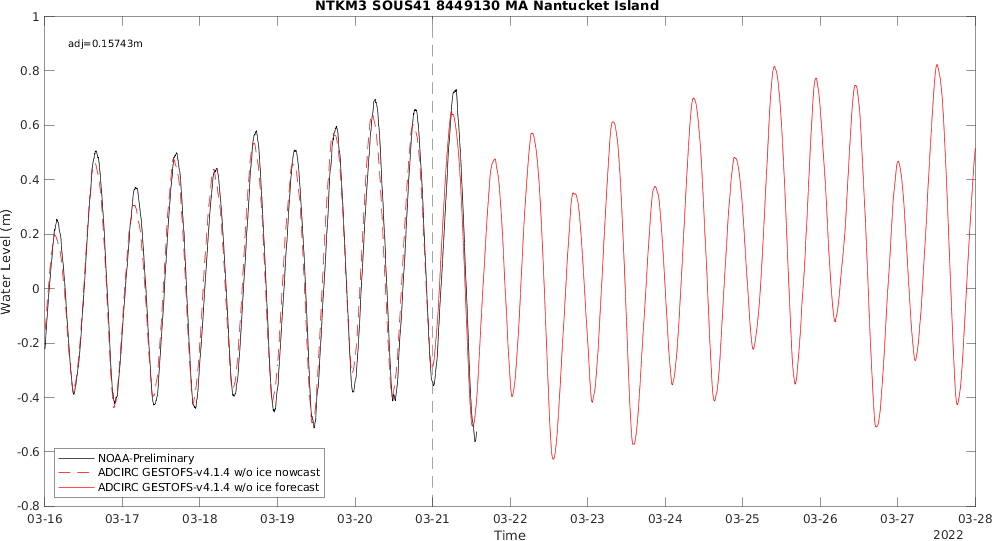 NTKM3 SOUS41 8449130 MA Nantucket Island
1
adj=0.15743m
0.8
0.6
0.4
0.2
0
-0.2
-0.4
-0.6
-0.8
Water Level (m)
NOAA-Preliminary
ADCIRC GESTOFS-v4.1.4 w/o ice nowcast
ADCIRC GESTOFS-v4.1.4 w/o ice forecast
03-16 03-17 03-18 03-19 03-20 03-21 03-22 03-23 03-24 03-25 03-26 03-27 03-28
Time
2022